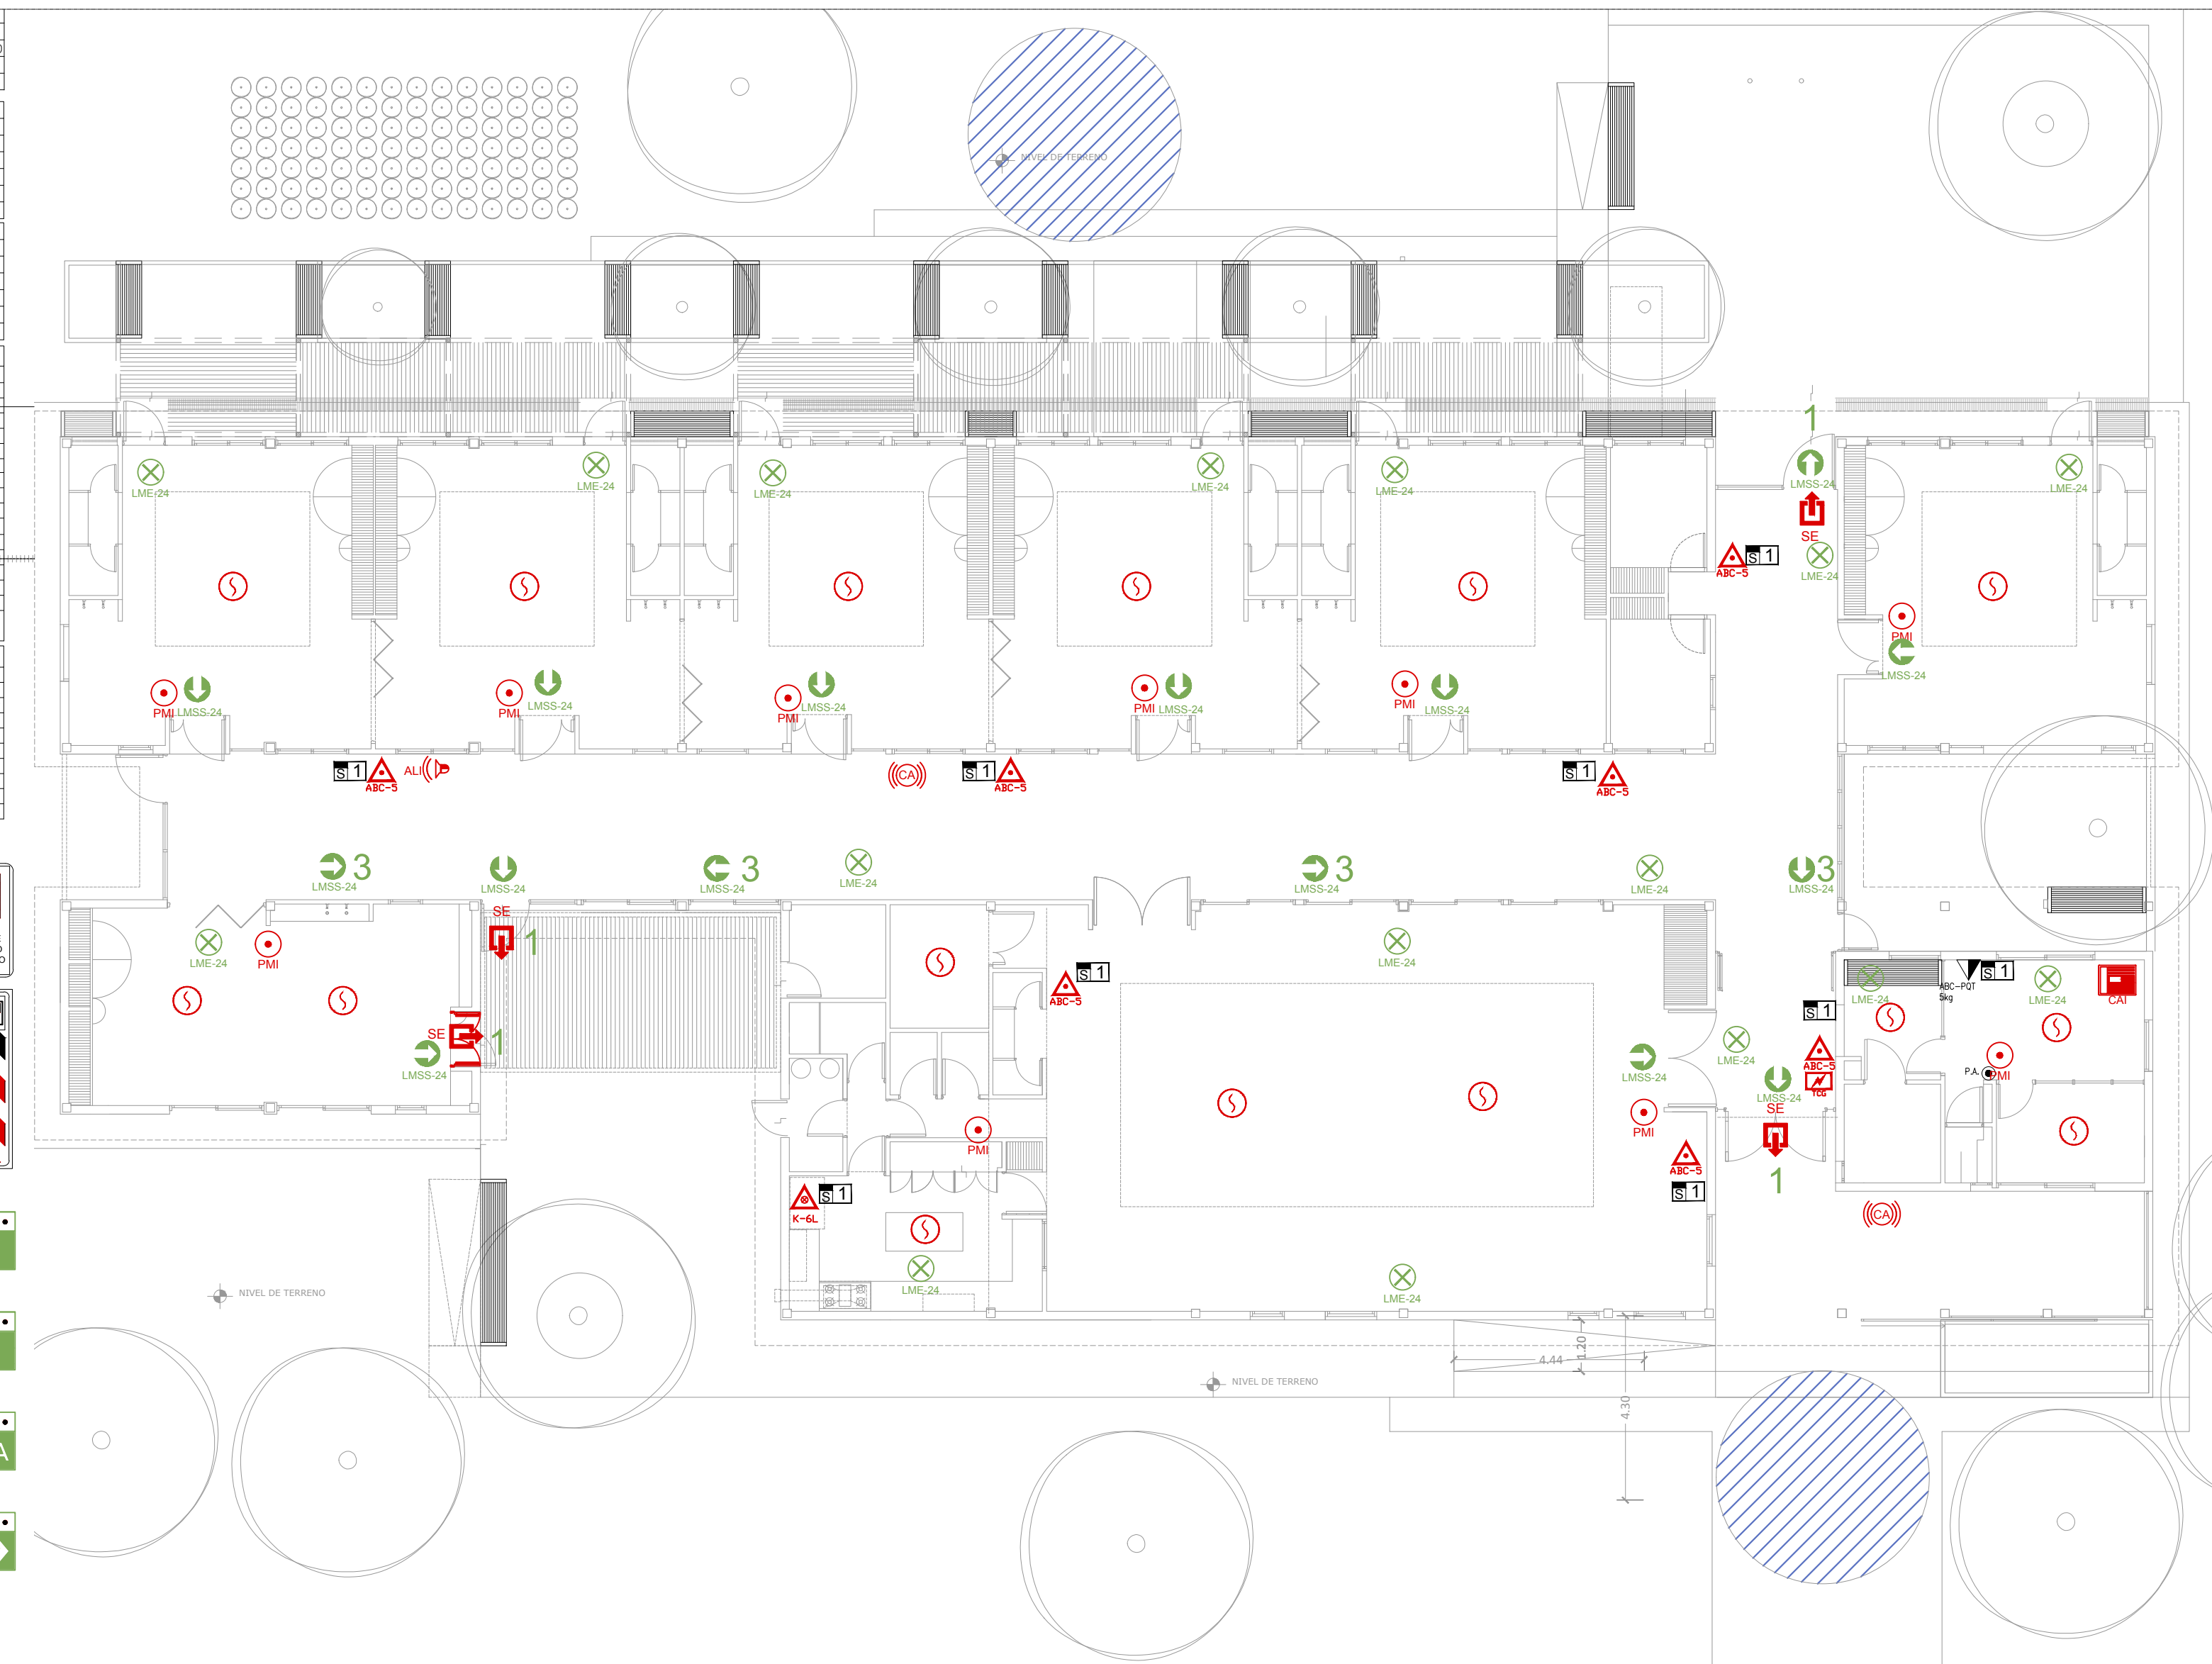 NIVEL DE TERRENO
1
LME-24
LME-24
LME-24
LME-24
LME-24
LMSS-24
LME-24
SE
ABC-5
S 1
LME-24
PMI
LMSS-24
PMI
LMSS-24
PMI
LMSS-24
PMI
LMSS-24
PMI
LMSS-24
PMI
LMSS-24
S 1
ABC-5
ALI
CA
S 1
ABC-5
S 1
ABC-5
3
LMSS-24
LMSS-24
3
LMSS-24
LME-24
3
LMSS-24
LME-24
3
LMSS-24
SE
1
LME-24
PMI
LME-24
S 1
ABC-5
LME-24
ABC-PQT
5kg
S 1
LME-24
CAI
S 1
SE
1
LMSS-24
LMSS-24
LME-24
ABC-5
TCG
P.A.
PMI
LMSS-24
SE
PMI
PMI
ABC-5
S 1
1
K-6L
S 1
CA
LME-24
LME-24
NIVEL DE TERRENO
1.20
4.44
NIVEL DE TERRENO
4.30
A